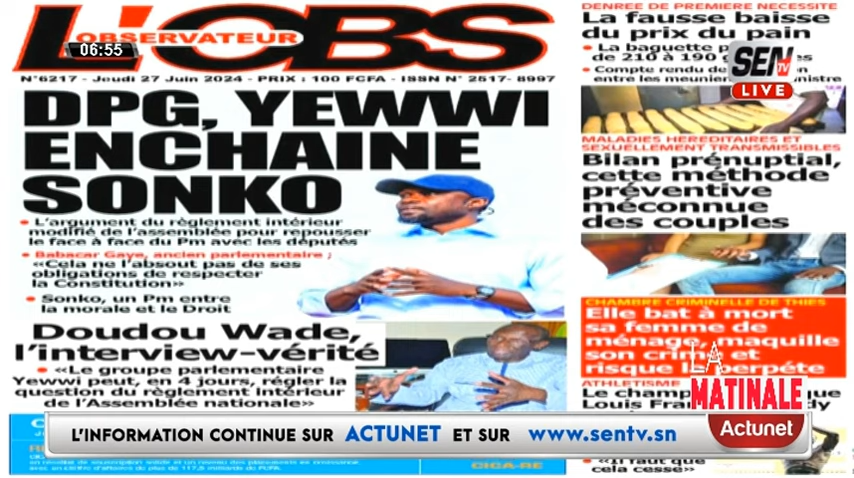 L'OBS
OBSERVATEUR
06:55
N°6217 - Jeudi 27 Juin 2024 - PRIX : 100 FCFA - ISSN N° 2517-8997
DPG, YEWWI
ENCHAINE
SONKO
• L'argument du règlement intérieur
modifié de l'assemblée pour repousser
le face à face du Pm avec les députés
• Babacar Gaye, ancien parlementaire ;
«Cela ne l'absout pas de ses
obligations de respecter
la Constitution»
• Sonko, un Pm entre
la morale et le Droit
Doudou Wade,
l'interview-vérité
• «Le groupe parlementaire
Yewwi peut, en 4 jours, régler la
question du règlement intérieur
de l'Assemblée nationale»
DENREE DE PREMIERE NECESSITE
La fausse baisse
du prix du pain
• La baguette
de 210 à 190
• Compte rendu de
entre les meunier
SEN TV
LIVE
MALADIES HEREDITAIRES ET
SEXUELLEMENT TRANSMISSIBLES
Bilan prénuptial,
cette méthode
préventive
méconnue
des couples
CHAMBRE CRIMINELLE DE THIES
Elle bat à mort
sa femme de
ménage, maquille
son crime et
risque la perpéte
ATHLETISME
Le champ
Louis Fran
• «Il faut que
cela cesse»
LA
MATINALE
Actunet
L'INFORMATION CONTINUE SUR ACTUNET ET SUR www.sentv.sn
CICA-RE